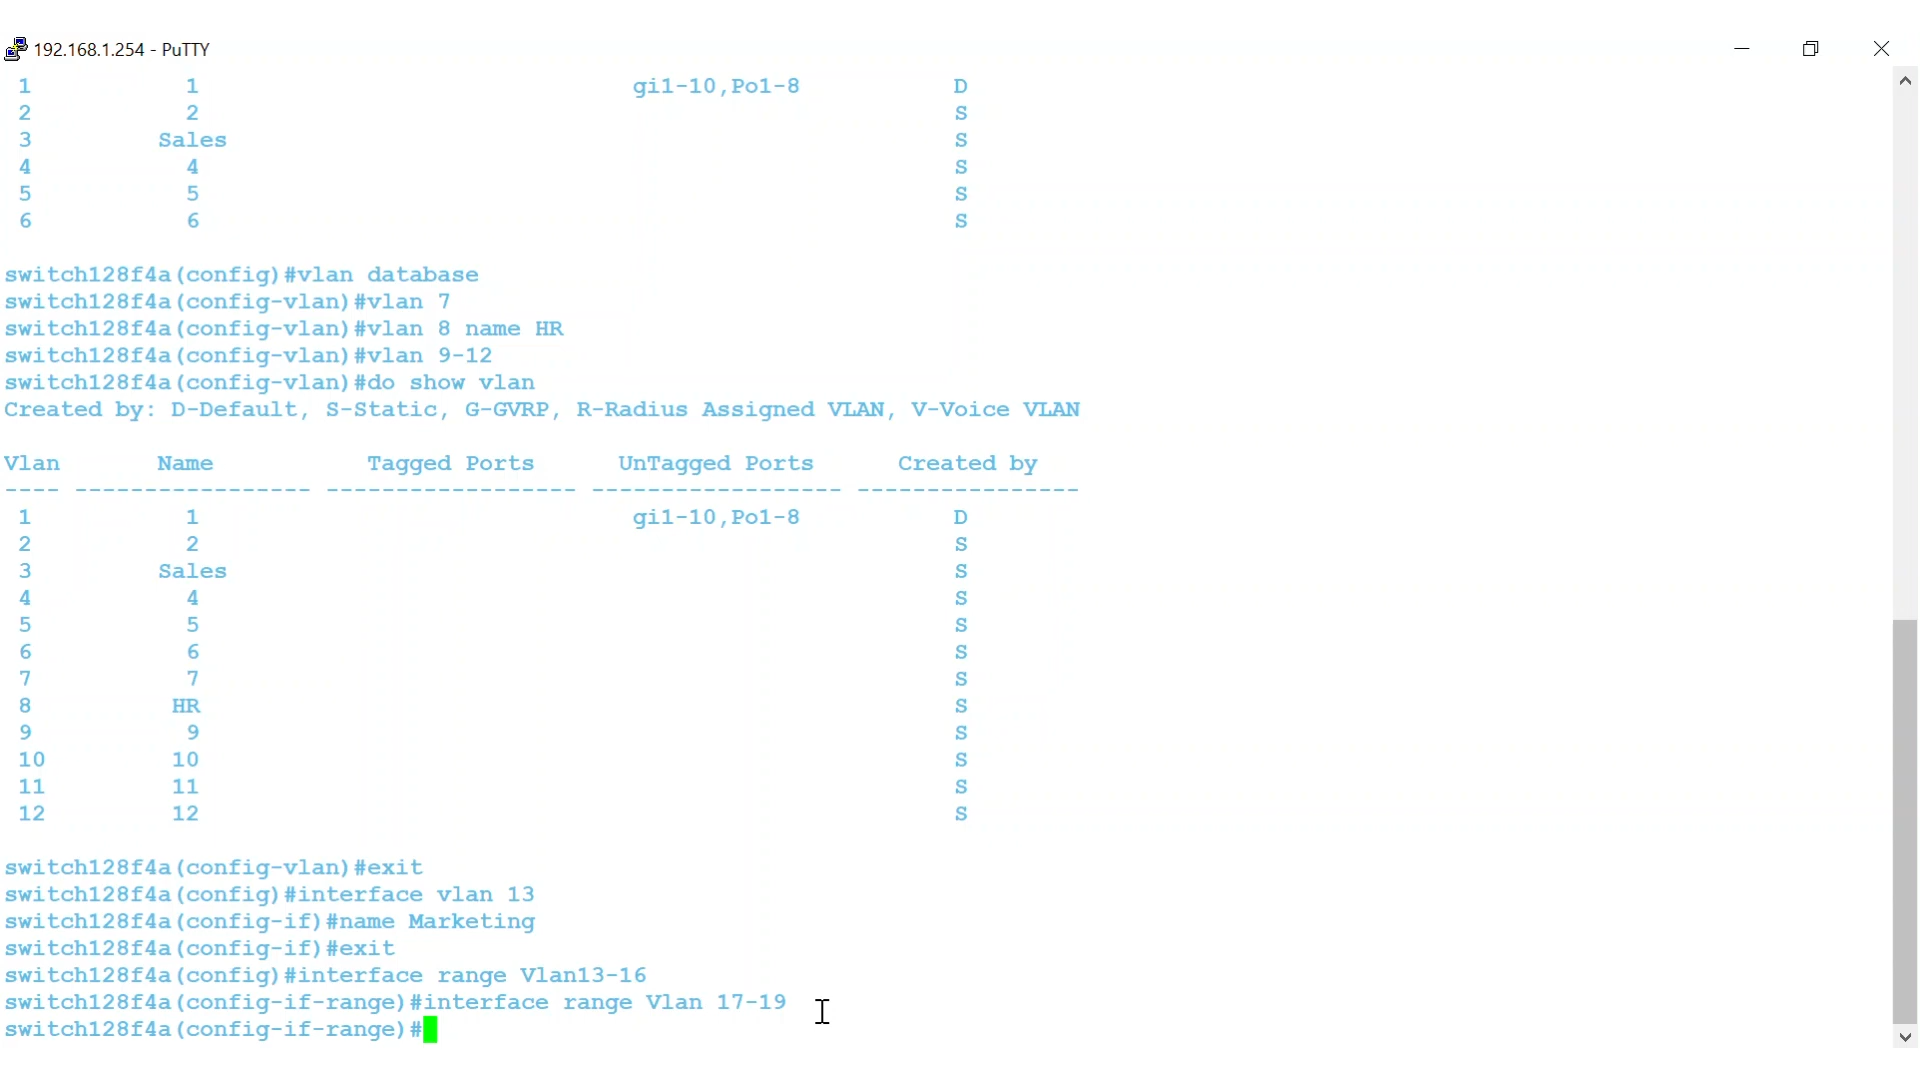 192.168.1.254 - PuTTY
1 1 gi1-10,Po1-8 D
2 2 S
3 Sales S
4 4 S
5 5 S
6 6 S
switch128f4a(config)#vlan database
switch128f4a(config-vlan)#vlan 7
switch128f4a(config-vlan)#vlan 8 name HR
switch128f4a(config-vlan)#vlan 9-12
switch128f4a(config-vlan)#do show vlan
Created by: D-Default, S-Static, G-GVRP, R-Radius Assigned VLAN, V-Voice VLAN
Vlan Name Tagged Ports UnTagged Ports Created by
---- ----------------- ------------------ ------------------ ----------------
1 1 gi1-10,Po1-8 D
2 2 S
3 Sales S
4 4 S
5 5 S
6 6 S
7 7 S
8 HR S
9 9 S
10 10 S
11 11 S
12 12 S
switch128f4a(config-vlan)#exit
switch128f4a(config)#interface vlan 13
switch128f4a(config-if)#name Marketing
switch128f4a(config-if)#exit
switch128f4a(config)#interface range Vlan13-16
switch128f4a(config-if-range)#interface range Vlan 17-19
switch128f4a(config-if-range)#